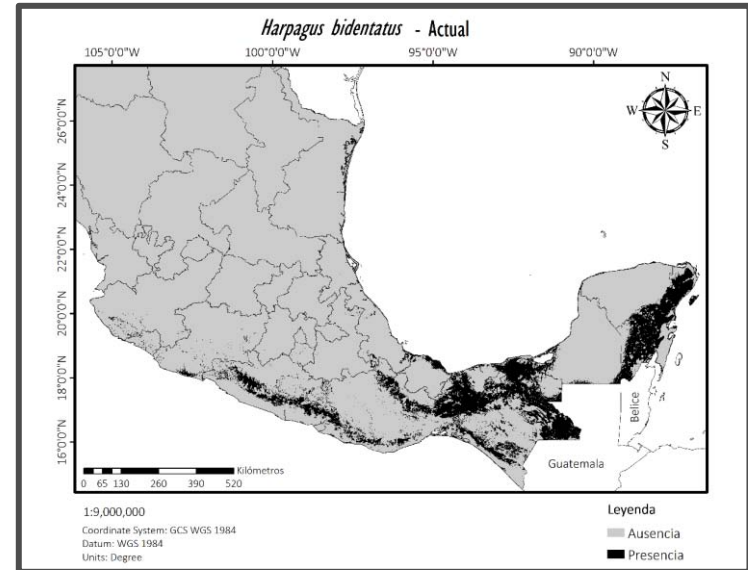 Harpagus bidentatus - Actual
105°0'0"W 100°0'0"W 95°0'0"W 90°0'0"W
N
W E
S
26°0'0"N
24°0'0"N
22°0'0"N
20°0'0"N
18°0'0"N
16°0'0"N
Belice
Guatemala
Kilómetros
0 65 130 260 390 520
1:9,000,000
Coordinate System: GCS WGS 1984
Datum: WGS 1984
Units: Degree
Leyenda
Ausencia
Presencia